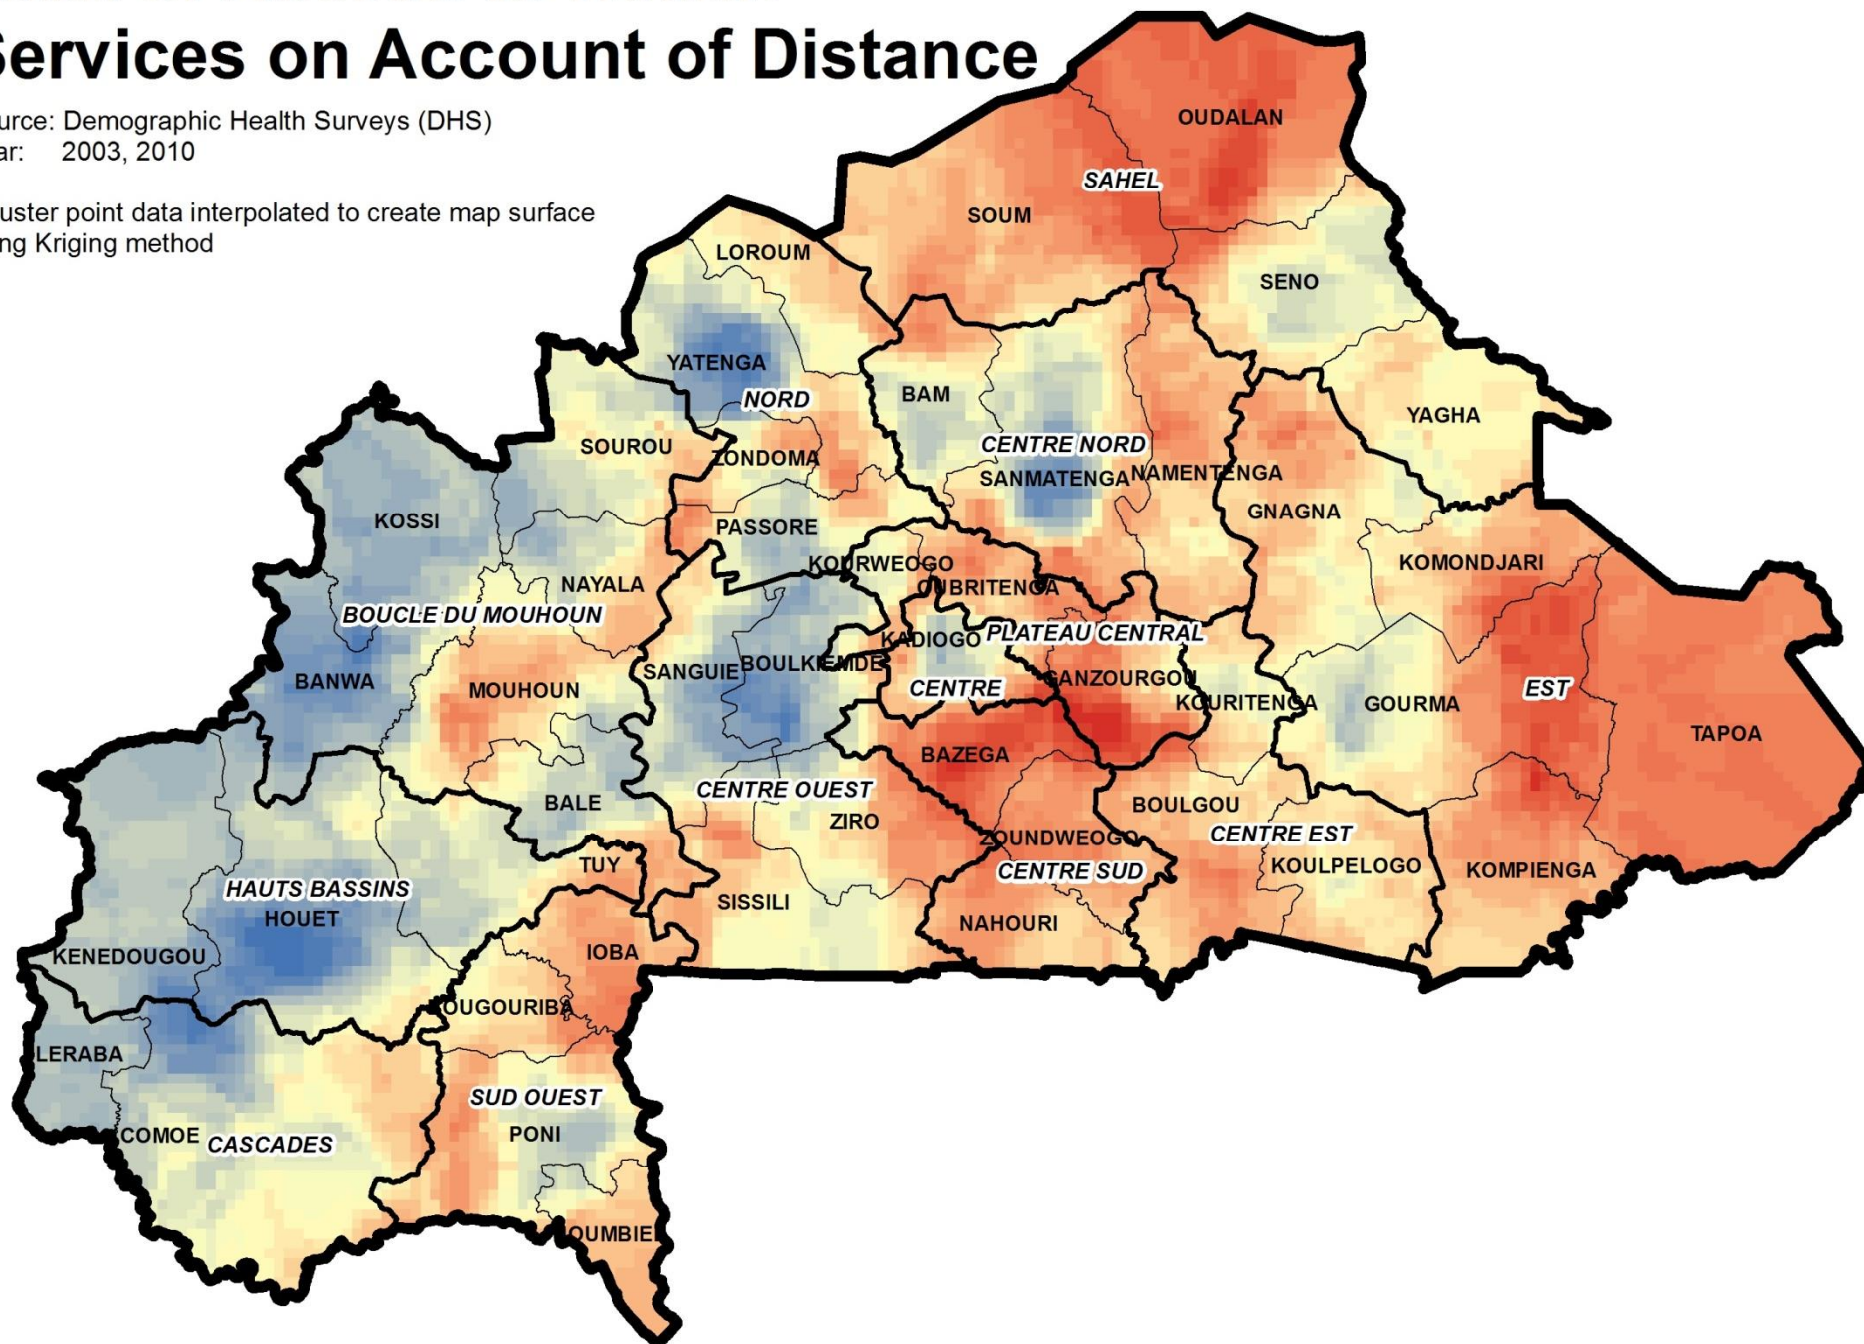 Services on Account of Distance
urce: Demographic Health Surveys (DHS)
ar: 2003, 2010
uster point data interpolated to create map surface
ng Kriging method
OUDALAN
SAHEL
SOUM
LOROUM
SENO
YATENGA
NORD
BAM
YAGHA
SOUROU
ZONDOMA
CENTRE NORD
SANMATENGA
NAMENTENGA
GNAGNA
KOSSI
PASSORE
KOURWEOGO
KOMONDJARI
NAYALA
OUBRITENGA
BOUCLE DU MOUHOUN
KADIOGO
PLATEAU CENTRAL
SANGUIE
BOULKIEMDE
BANWA
MOUHOUN
CENTRE
GANZOURGOU
KOURITENGA
GOURMA
EST
TAPOA
BAZEGA
CENTRE OUEST
BALE
ZIRO
BOULGOU
CENTRE EST
ZOUNDWEOGO
TUY
CENTRE SUD
KOULPELOGO
KOMPIENGA
HAUTS BASSINS
HOUET
SISSILI
NAHOURI
KENEDOUGOU
IOBA
OUGOURIBA
LERABA
SUD OUEST
PONI
COMOE
CASCADES
OUMBIE